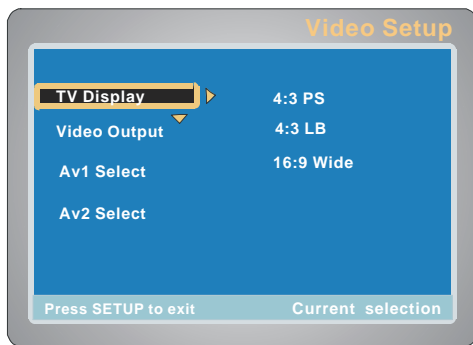 Video Setup
TV Display 4:3 PS
Video Output 4:3 LB
Av1 Select 16:9 Wide
Av2 Select
Press SETUP to exit Current selection